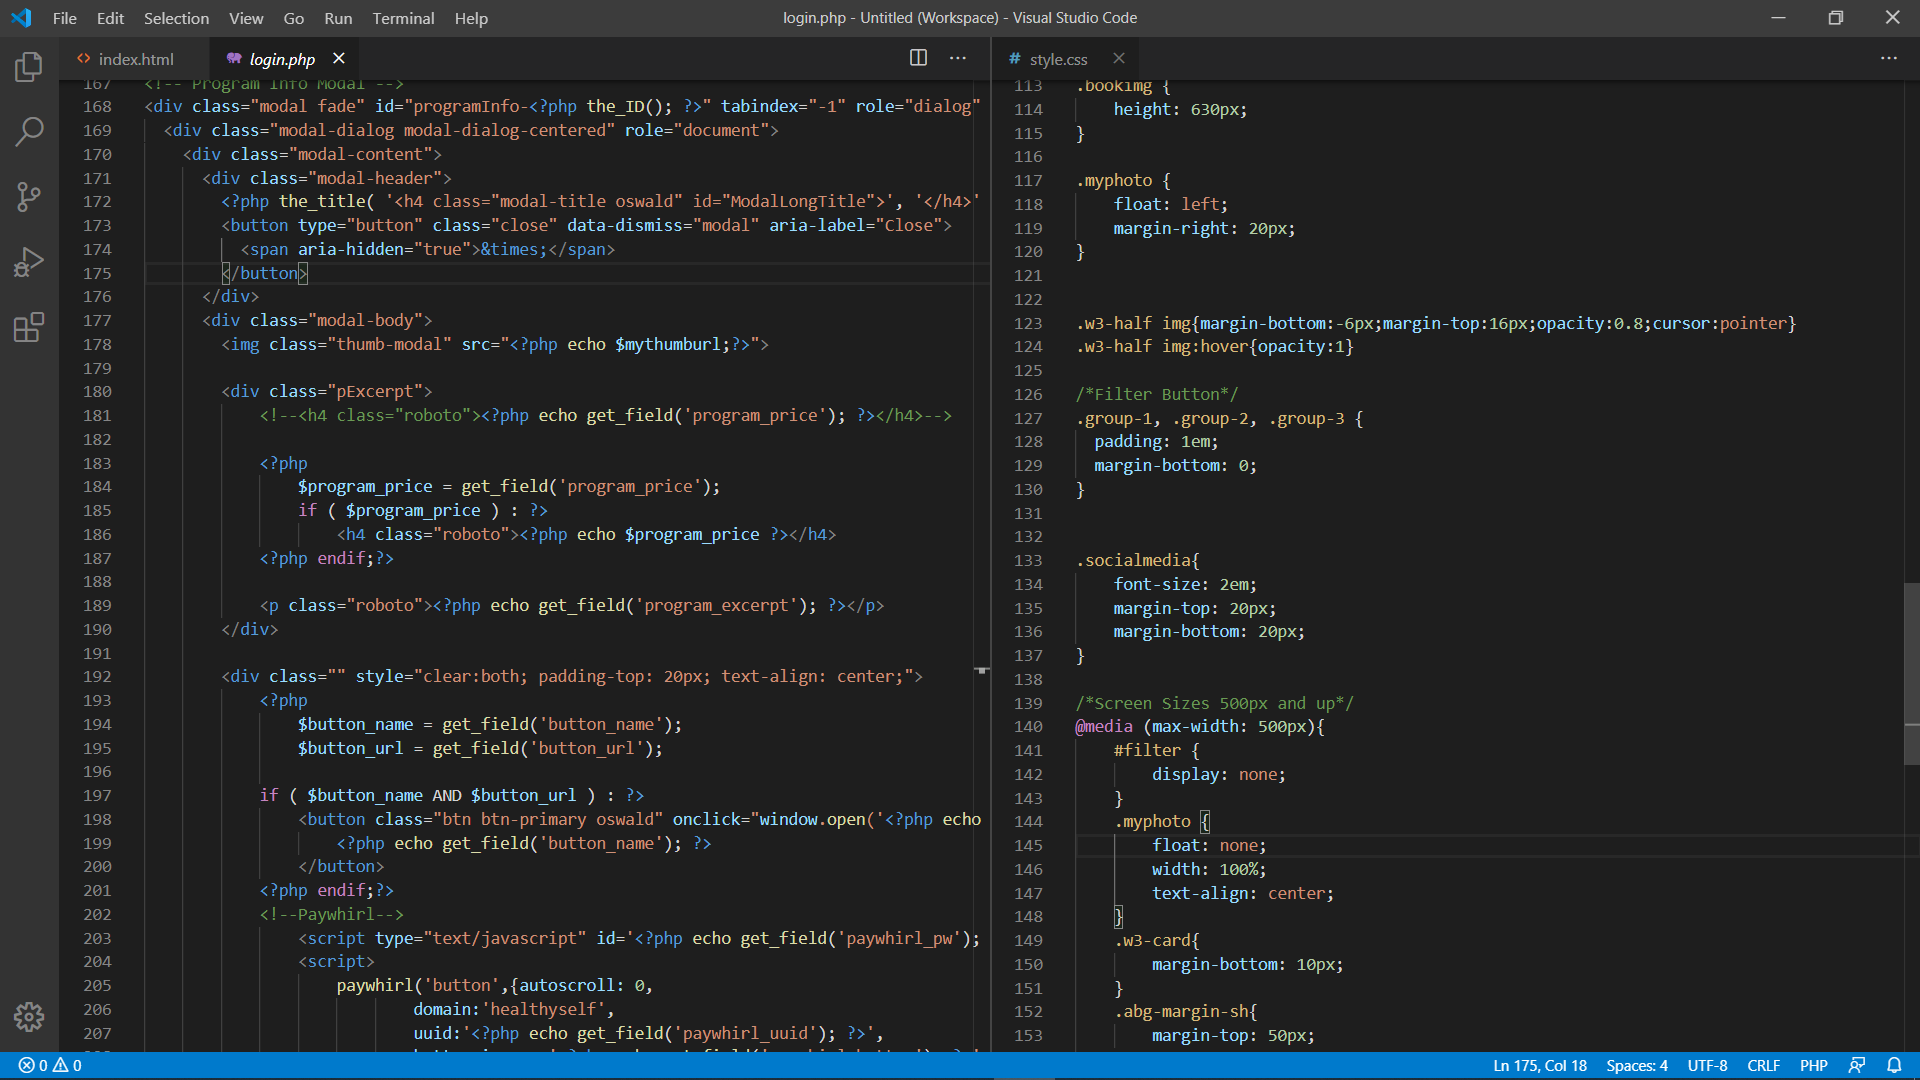 File Edit Selection View Go Run Terminal Help
login.php - Untitled (Workspace) - Visual Studio Code
index.html
login.php
167 <!-- Program Info Modal -->
168 <div class="modal fade" id="programInfo-<?php the_ID(); ?>" tabindex="-1" role="dialog"
169 <div class="modal-dialog modal-dialog-centered" role="document">
170 <div class="modal-content">
171 <div class="modal-header">
172 <?php the_title( '<h4 class="modal-title oswald" id="ModalLongTitle">', '</h4>'
173 <button type="button" class="close" data-dismiss="modal" aria-label="Close">
174 <span aria-hidden="true">&times;</span>
175 </button>
176 </div>
177 <div class="modal-body">
178 <img class="thumb-modal" src="<?php echo $mythumburl;?>">
179
180 <div class="pExcerpt">
181 <!--<h4 class="roboto"><?php echo get_field('program_price'); ?></h4>-->
182
183 <?php
184 $program_price = get_field('program_price');
185 if ( $program_price ) : ?>
186 <h4 class="roboto"><?php echo $program_price ?></h4>
187 <?php endif;?>
188
189 <p class="roboto"><?php echo get_field('program_excerpt'); ?></p>
190 </div>
191
192 <div class="" style="clear:both; padding-top: 20px; text-align: center;">
193 <?php
194 $button_name = get_field('button_name');
195 $button_url = get_field('button_url');
196
197 if ( $button_name AND $button_url ) : ?>
198 <button class="btn btn-primary oswald" onclick="window.open('<?php echo
199 <?php echo get_field('button_name'); ?>
200 </button>
201 <?php endif;?>
202 <!--Paywhirl-->
203 <script type="text/javascript" id='<?php echo get_field('paywhirl_pw');
204 <script>
205 paywhirl('button',{autoscroll: 0,
206 domain:'healthyself',
207 uuid:'<?php echo get_field('paywhirl_uuid'); ?>',
# style.css
113 .bookimg {
114 height: 630px;
115 }
116
117 .myphoto {
118 float: left;
119 margin-right: 20px;
120 }
121
122
123 .w3-half img{margin-bottom:-6px;margin-top:16px;opacity:0.8;cursor:pointer}
124 .w3-half img:hover{opacity:1}
125
126 /*Filter Button*/
127 .group-1, .group-2, .group-3 {
128 padding: 1em;
129 margin-bottom: 0;
130 }
131
132
133 .socialmedia{
134 font-size: 2em;
135 margin-top: 20px;
136 margin-bottom: 20px;
137 }
138
139 /*Screen Sizes 500px and up*/
140 @media (max-width: 500px){
141 #filter {
142 display: none;
143 }
144 .myphoto {
145 float: none;
146 width: 100%;
147 text-align: center;
148 }
149 .w3-card{
150 margin-bottom: 10px;
151 }
152 .abg-margin-sh{
153 margin-top: 50px;
0 0
Ln 175, Col 18 Spaces: 4 UTF-8 CRLF PHP